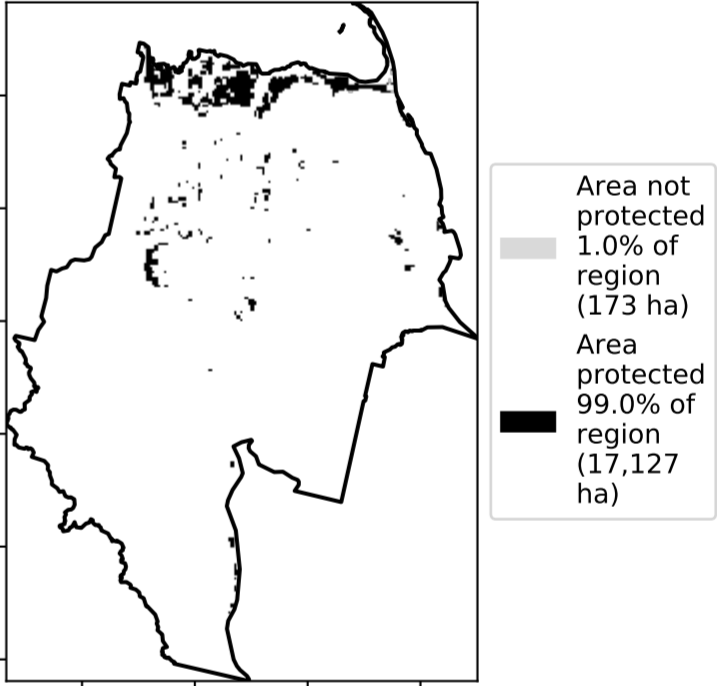 Area not
protected
1.0% of
region
(173 ha)
Area
protected
99.0% of
region
(17,127
ha)